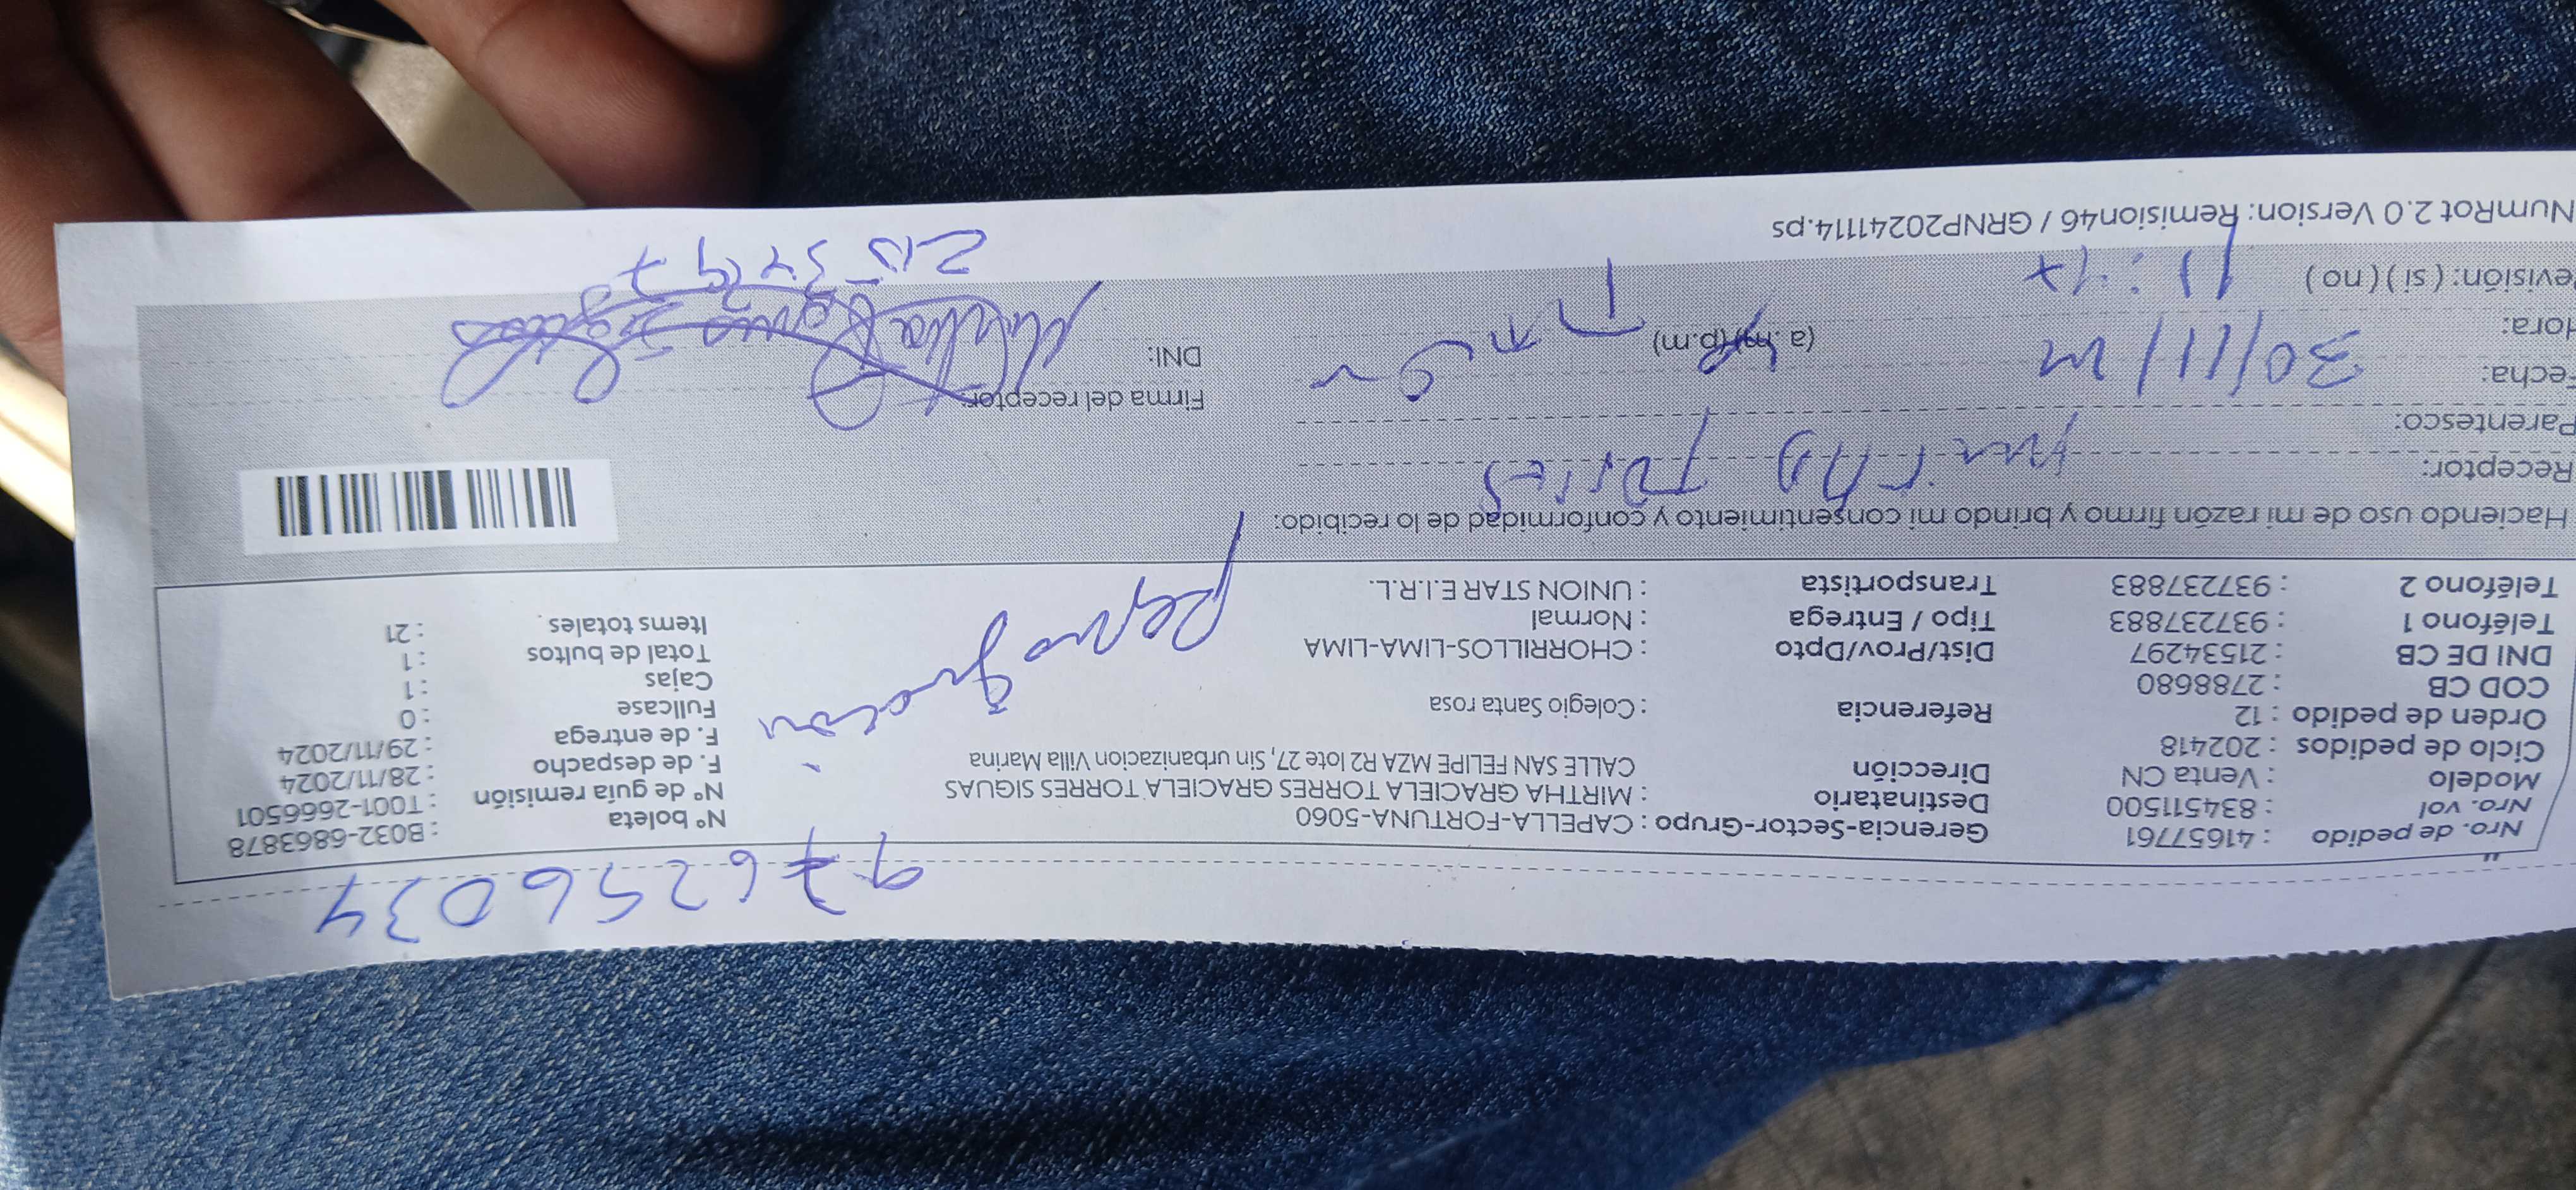 976256034
Nro. de pedido : 41657761 Gerencia-Sector-Grupo : CAPELLA-FORTUNA-5060 N° boleta : B032-6863878
Nro. vol : 834511500 Destinatario : MIRTHA GRACIELA TORRES GRACIELA TORRES SIGUAS N° de guía remisión : T001-2666501
Modelo : Venta CN Dirección CALLE SAN FELIPE MZA R2 lote 27, Sin urbanizacion Villa Marina F. de despacho : 28/11/2024
Ciclo de pedidos : 202418 F. de entrega : 29/11/2024
Orden de pedido : 12 Referencia : Colegio Santa rosa Fullcase : 0
COD CB : 2788680 Cajas : 1
DNI DE CB : 21534297 Dist/Prov/Dpto : CHORRILLOS-LIMA-LIMA Total de bultos : 1
Teléfono 1 : 937237883 Tipo / Entrega : Normal Items totales : 21
Teléfono 2 : 937237883 Transportista : UNION STAR E.I.R.L.
Haciendo uso de mi razón firmo y brindo mi consentimiento y conformidad de lo recibido:
Receptor: Torres
Parentesco:
Fecha: 30/11/ Firma del receptor:
Hora: (a.m)(p.m) DNI:
Revisión: ( si ) ( no )
NumRot 2.0 Version: Remision46 / GRNP20241114.ps